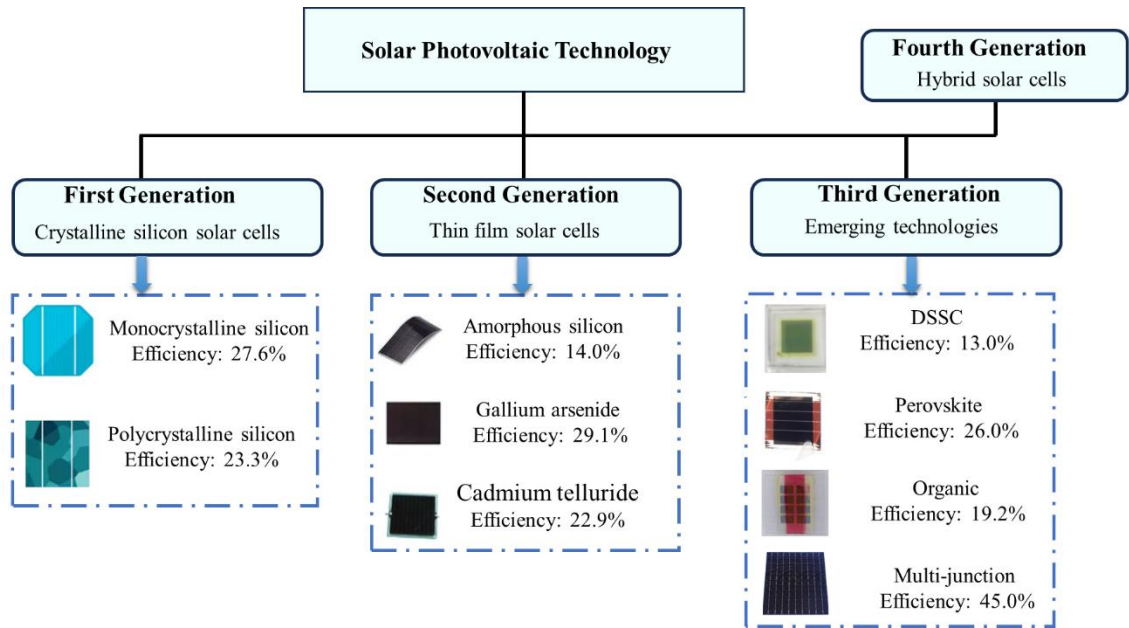 Solar Photovoltaic Technology
Fourth Generation
Hybrid solar cells
First Generation
Crystalline silicon solar cells
Second Generation
Thin film solar cells
Third Generation
Emerging technologies
Monocrystalline silicon
Efficiency: 27.6%
Polycrystalline silicon
Efficiency: 23.3%
Amorphous silicon
Efficiency: 14.0%
Gallium arsenide
Efficiency: 29.1%
Cadmium telluride
Efficiency: 22.9%
DSSC
Efficiency: 13.0%
Perovskite
Efficiency: 26.0%
Organic
Efficiency: 19.2%
Multi-junction
Efficiency: 45.0%